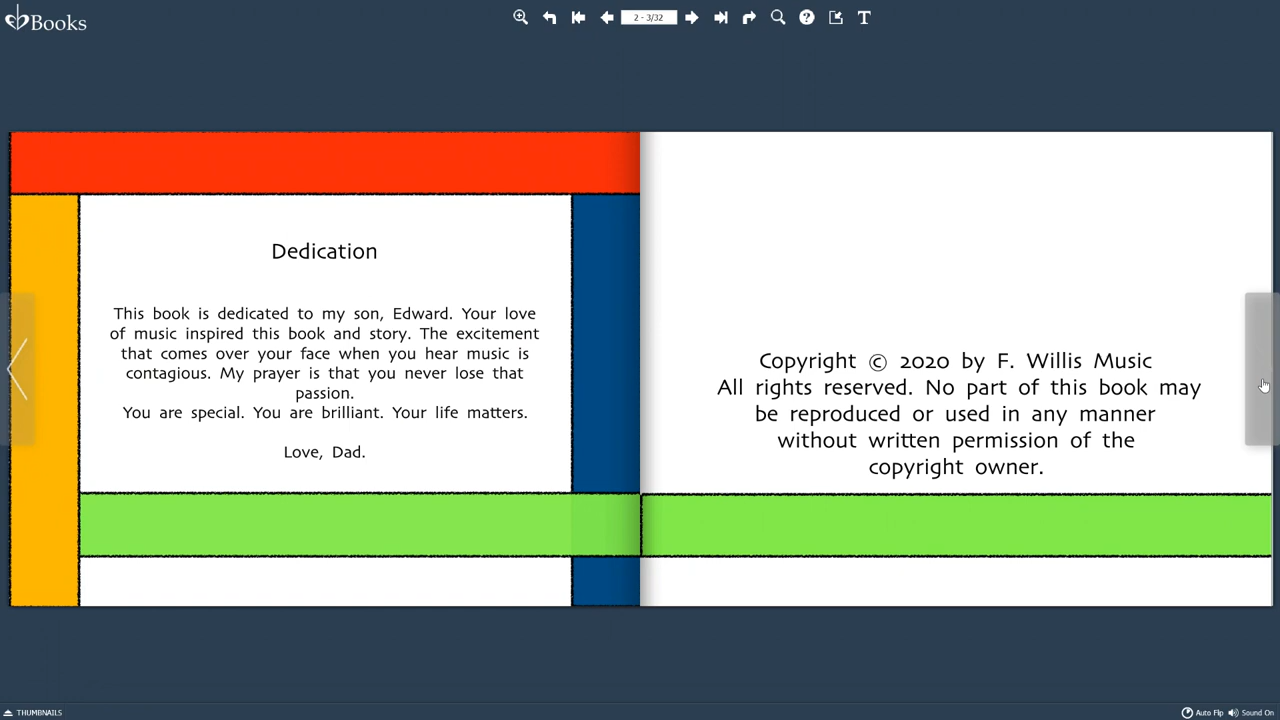 Books
2 - 3/32
?
T
Dedication
This book is dedicated to my son, Edward. Your love
of music inspired this book and story. The excitement
that comes over your face when you hear music is
contagious. My prayer is that you never lose that
passion.
You are special. You are brilliant. Your life matters.
Love, Dad.
Copyright © 2020 by F. Willis Music
All rights reserved. No part of this book may
be reproduced or used in any manner
without written permission of the
copyright owner.
THUMBNAILS
Auto Flip
Sound On